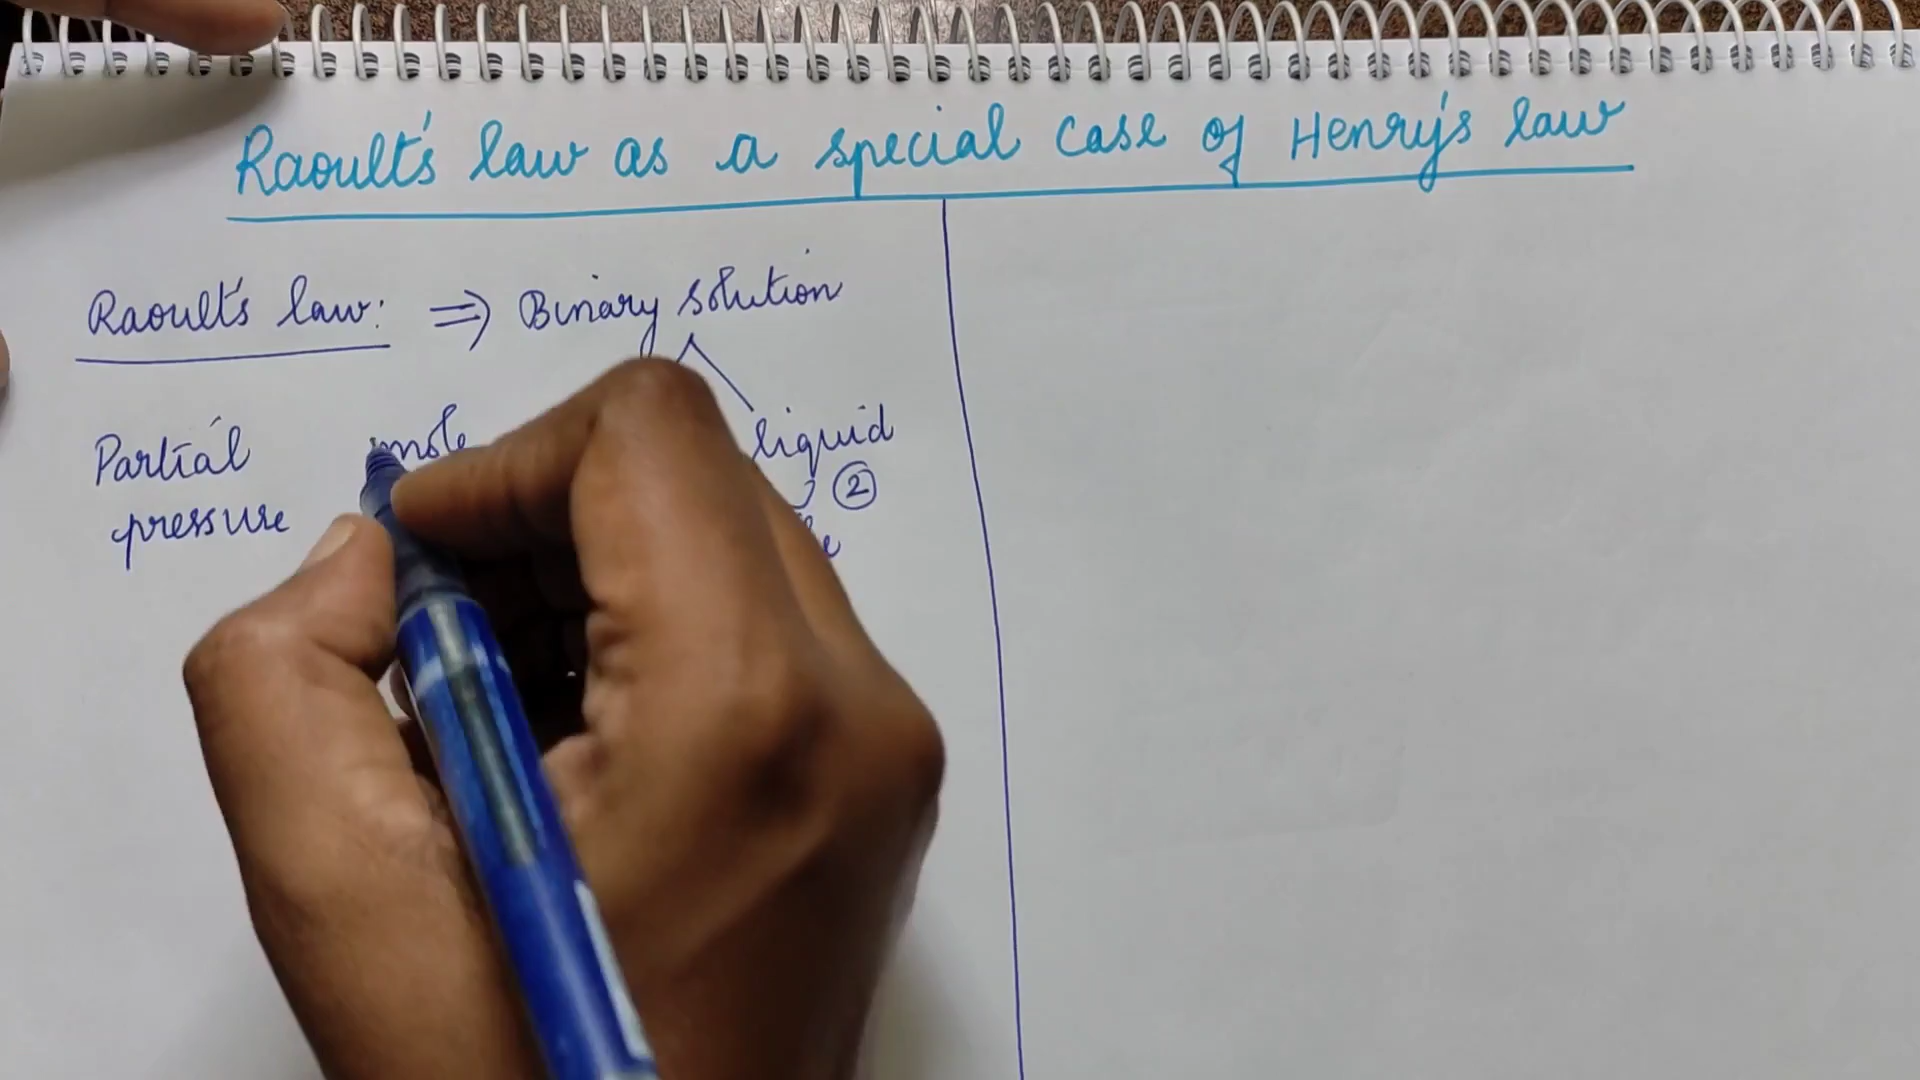 Raoult's law as a special case of Henry's law
Raoult's law: ⇒ Binary solution
Partial mole liquid
pressure ②